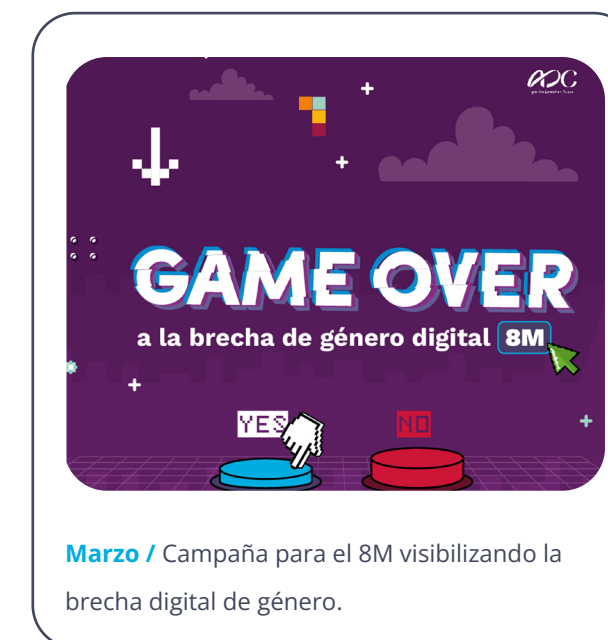 GAME OVER
a la brecha de género digital 8M
YES NO
Marzo / Campaña para el 8M visibilizando la
brecha digital de género.